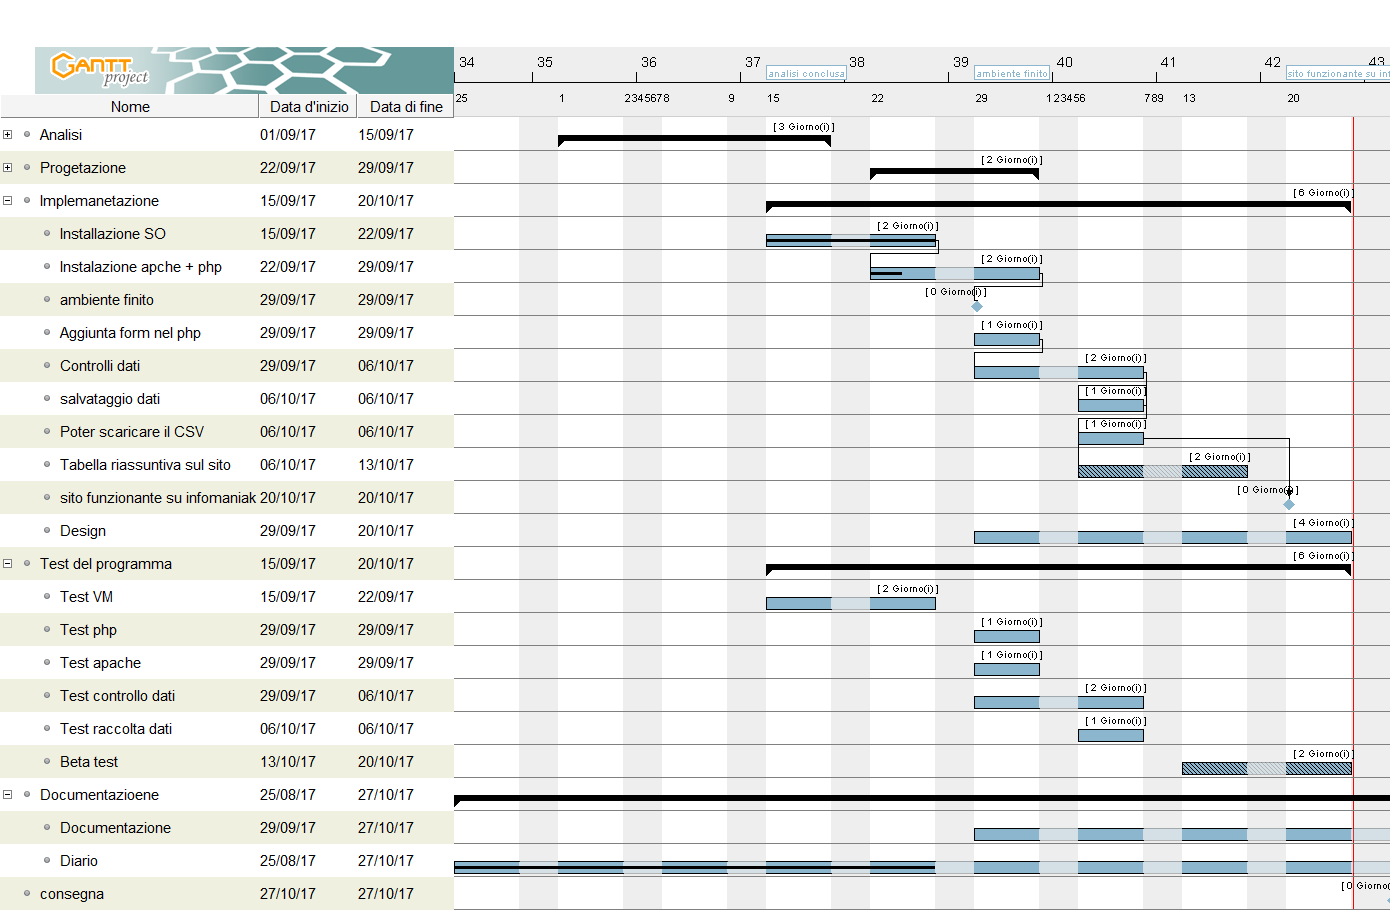 GANTT
project
34 35 36 37 38 39 40 41 42 43
analisi conclusa ambiente finito sito funzionante su inf
Nome Data d'inizio Data di fine
25 1 2345678 9 15 22 29 123456 789 13 20
Analisi 01/09/17 15/09/17 [3 Giorno(i)]
Progetazione 22/09/17 29/09/17 [2 Giorno(i)]
Implemanetazione 15/09/17 20/10/17 [6 Giorno(i)]
Installazione SO 15/09/17 22/09/17 [2 Giorno(i)]
Instalazione apche + php 22/09/17 29/09/17 [2 Giorno(i)]
ambiente finito 29/09/17 29/09/17 [0 Giorno(i)]
Aggiunta form nel php 29/09/17 29/09/17 [1 Giorno(i)]
Controlli dati 29/09/17 06/10/17 [2 Giorno(i)]
salvataggio dati 06/10/17 06/10/17 [1 Giorno(i)]
Poter scaricare il CSV 06/10/17 06/10/17 [1 Giorno(i)]
Tabella riassuntiva sul sito 06/10/17 13/10/17 [2 Giorno(i)]
sito funzionante su infomaniak 20/10/17 20/10/17 [0 Giorno(i)]
Design 29/09/17 20/10/17 [4 Giorno(i)]
Test del programma 15/09/17 20/10/17 [6 Giorno(i)]
Test VM 15/09/17 22/09/17 [2 Giorno(i)]
Test php 29/09/17 29/09/17 [1 Giorno(i)]
Test apache 29/09/17 29/09/17 [1 Giorno(i)]
Test controllo dati 29/09/17 06/10/17 [2 Giorno(i)]
Test raccolta dati 06/10/17 06/10/17 [1 Giorno(i)]
Beta test 13/10/17 20/10/17 [2 Giorno(i)]
Documentazioene 25/08/17 27/10/17
Documentazione 29/09/17 27/10/17
Diario 25/08/17 27/10/17
consegna 27/10/17 27/10/17 [0 Giorno(